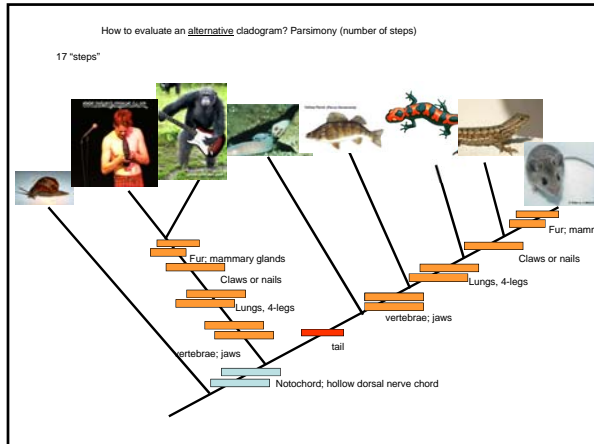 How to evaluate an alternative cladogram? Parsimony (number of steps)
17 “steps”
Fur; mammary glands
Fur; mamm
Claws or nails
Claws or nails
Lungs, 4-legs
Lungs, 4-legs
vertebrae; jaws
tail
vertebrae; jaws
Notochord; hollow dorsal nerve chord